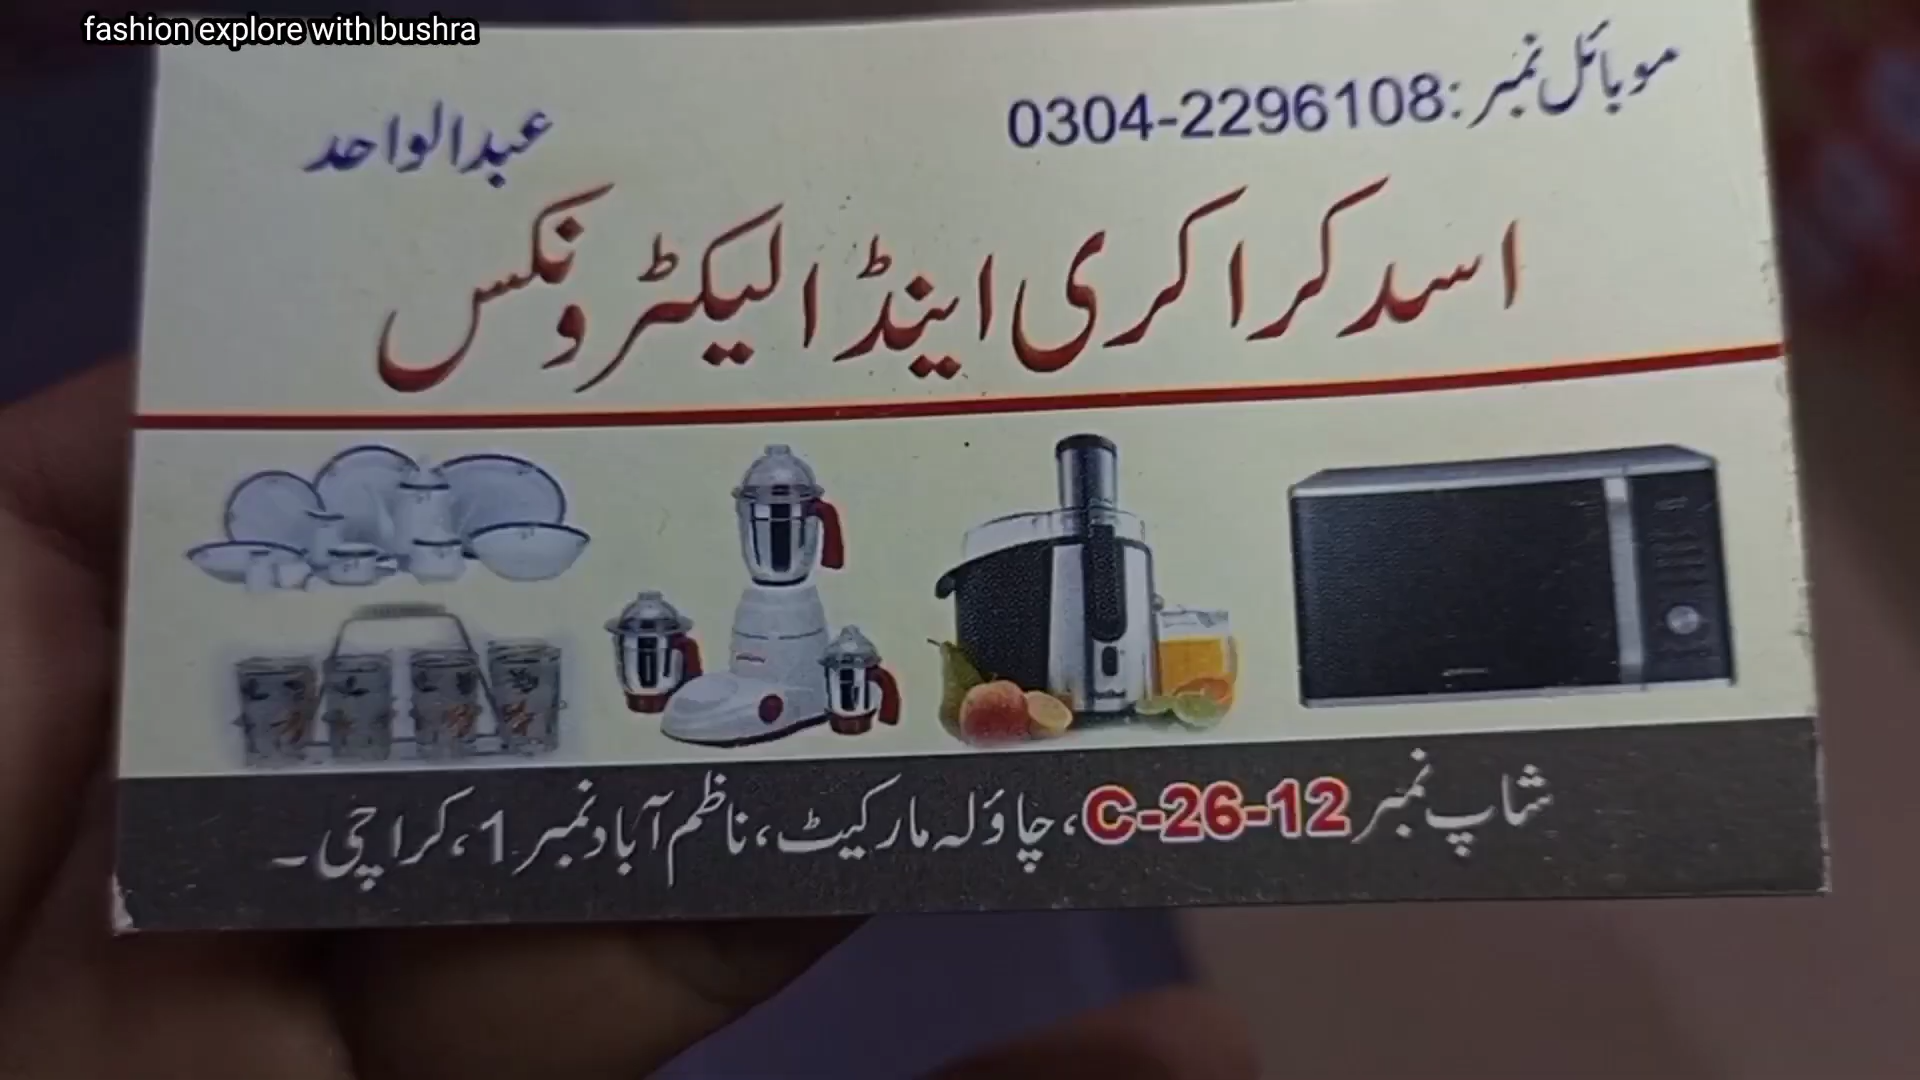 fashion explore with bushra
موبائل نمبر: 0304-2296108
عبدالواحد
اسد کراکری اینڈ الیکٹرونکس
شاپ نمبر C-26-12، چاؤلہ مارکیٹ، ناظم آباد نمبر 1، کراچی۔